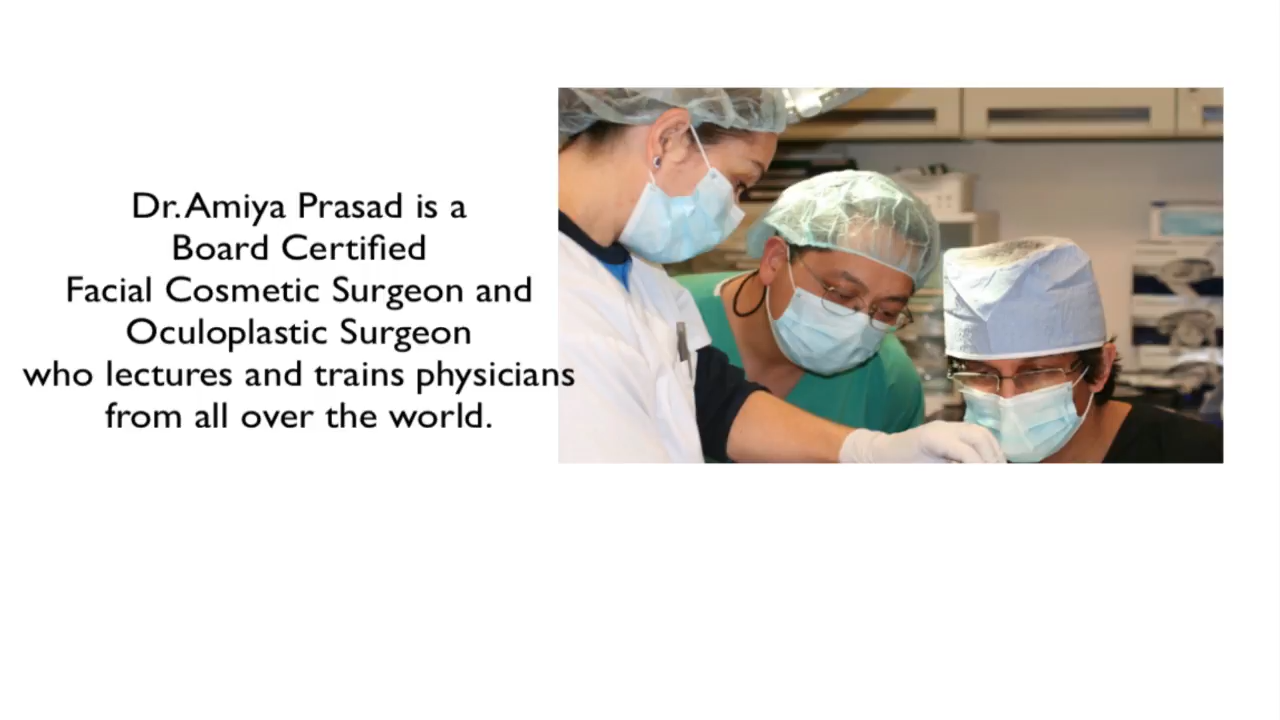 Dr. Amiya Prasad is a
Board Certified
Facial Cosmetic Surgeon and
Oculoplastic Surgeon
who lectures and trains physicians
from all over the world.